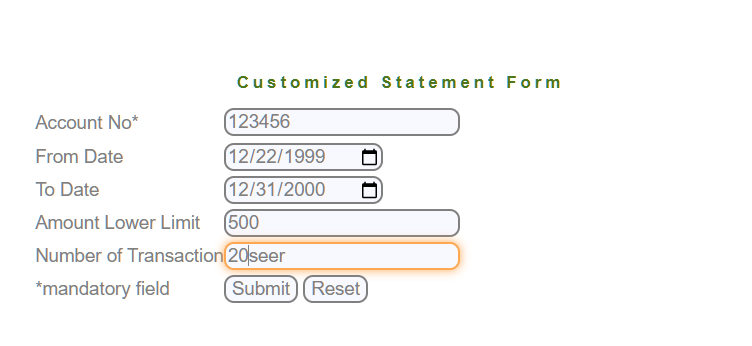 Customized Statement Form
Account No* 123456
From Date 12/22/1999
To Date 12/31/2000
Amount Lower Limit 500
Number of Transaction 20seer
*mandatory field Submit Reset